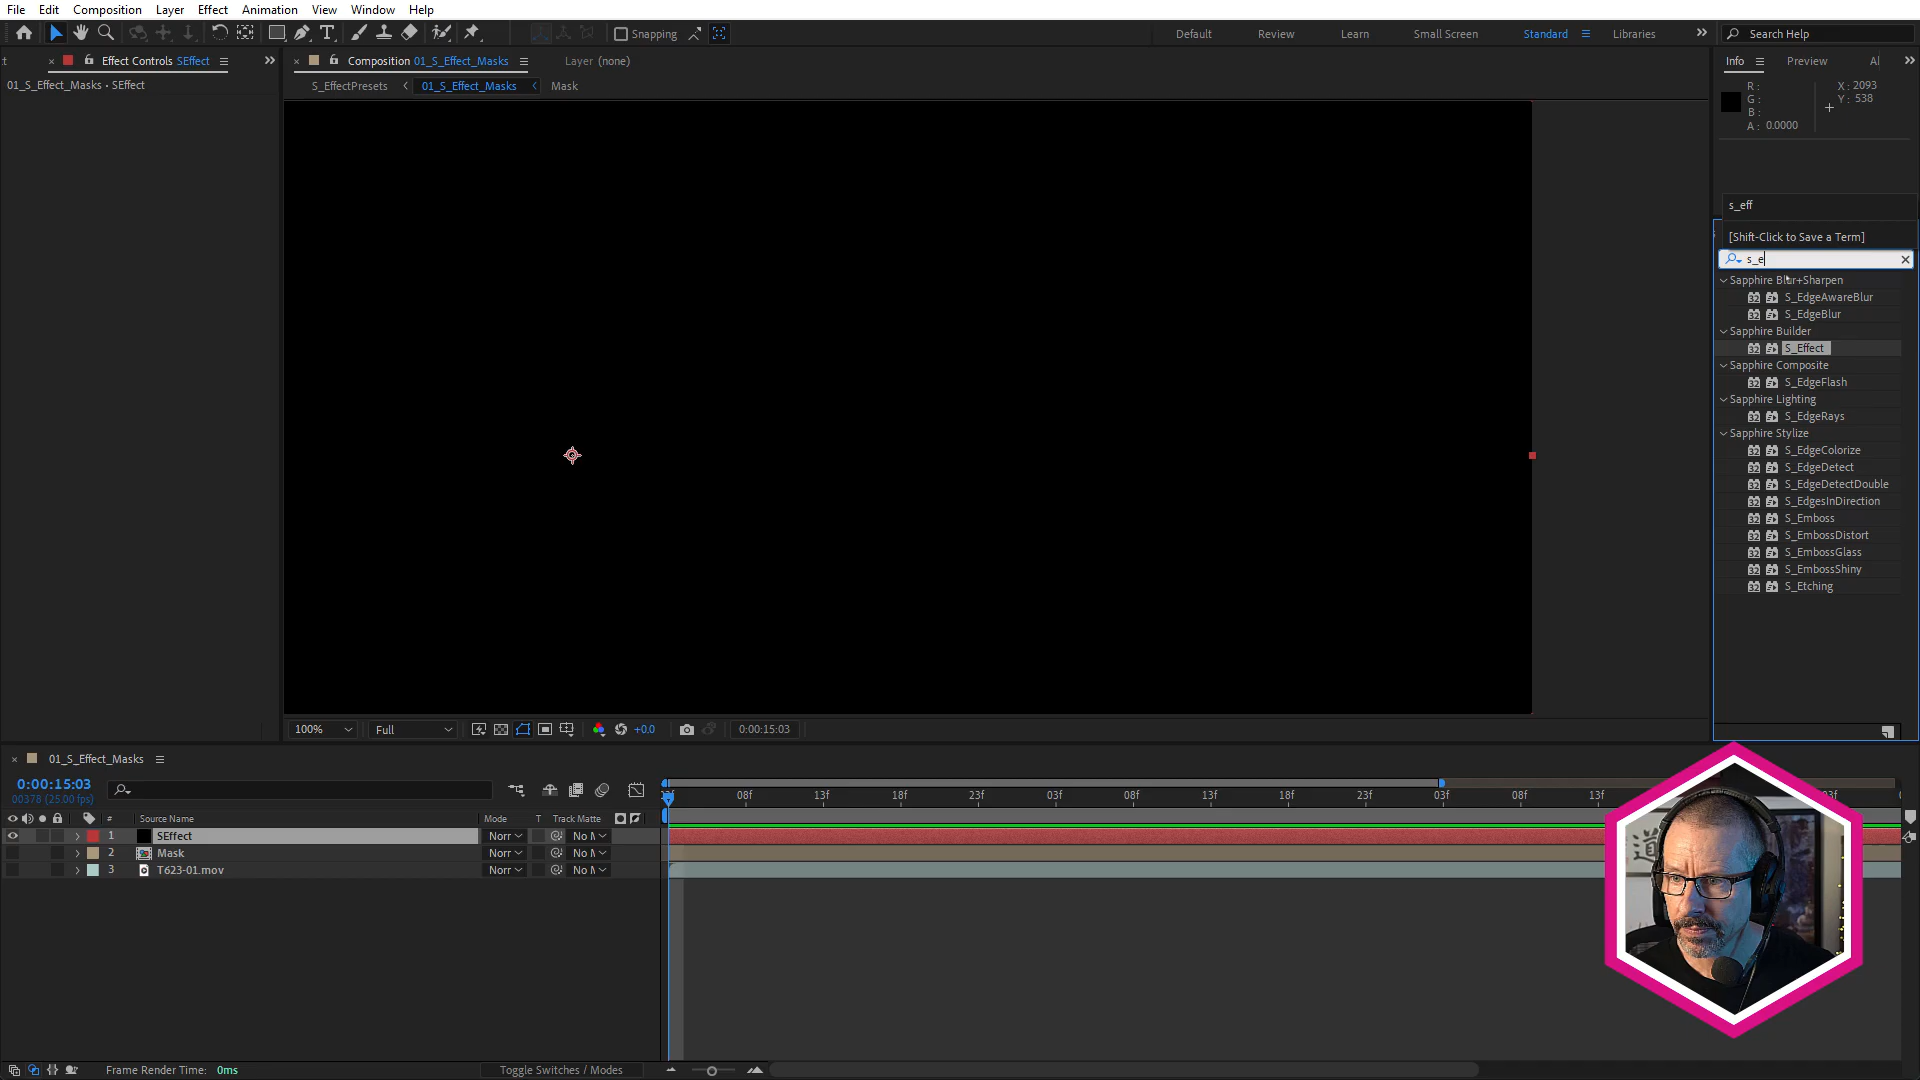 File Edit Composition Layer Effect Animation View Window Help
Snapping Default Review Learn Small Screen Standard Libraries Search Help
Effect Controls SEffect
Composition 01_S_Effect_Masks Layer (none)
Info Preview Al
01_S_Effect_Masks • SEffect
S_EffectPresets 01_S_Effect_Masks Mask
R :
G :
B :
A : 0.0000
X : 2093
Y : 538
s_eff
[Shift-Click to Save a Term]
s_e
Sapphire Blur+Sharpen
S_EdgeAwareBlur
S_EdgeBlur
Sapphire Builder
S_Effect
Sapphire Composite
S_EdgeFlash
Sapphire Lighting
S_EdgeRays
Sapphire Stylize
S_EdgeColorize
S_EdgeDetect
S_EdgeDetectDouble
S_EdgesInDirection
S_Emboss
S_EmbossDistort
S_EmbossGlass
S_EmbossShiny
S_Etching
100% Full +0.0 0:00:15:03
01_S_Effect_Masks
0:00:15:03
00378 (25.00 fps)
08f 13f 18f 23f 03f 08f 13f 18f 23f 03f 08f 13f 03f
# Source Name Mode T Track Matte
1 SEffect Norr No M
2 Mask Norr No M
3 T623-01.mov Norr No M
Frame Render Time: 0ms Toggle Switches / Modes